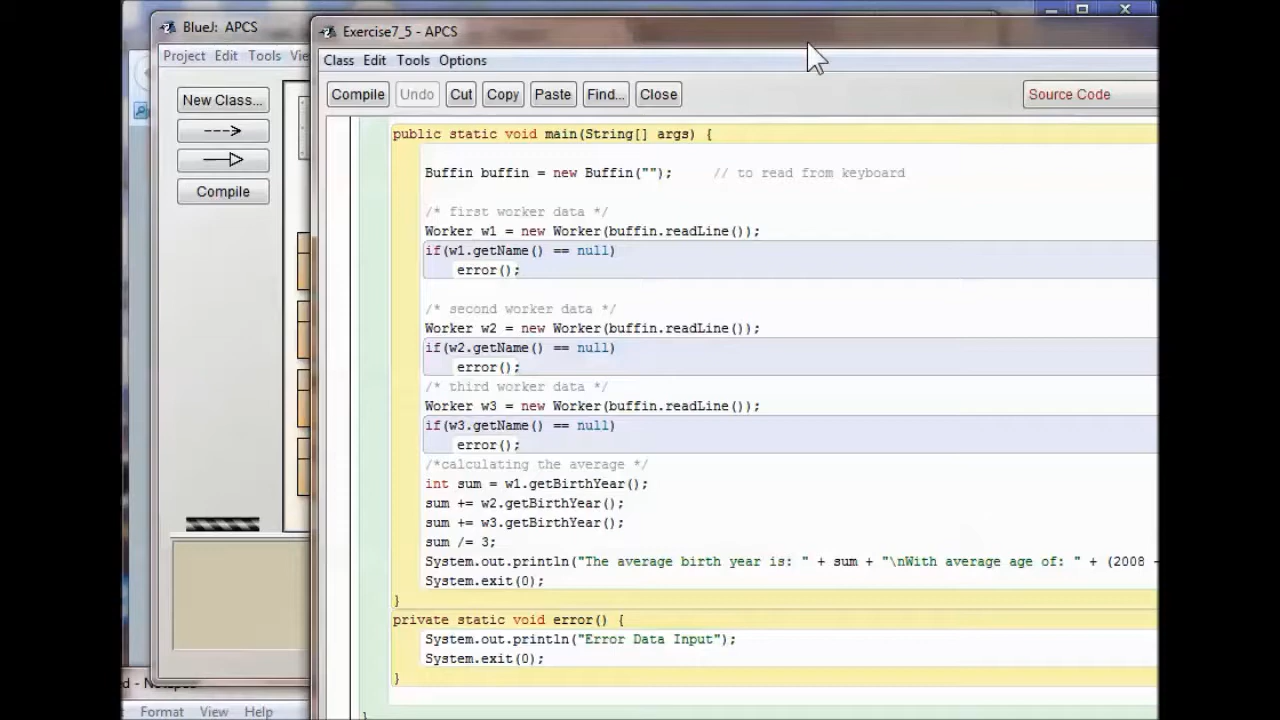 BlueJ: APCS
Project Edit Tools
New Class...
Compile
Exercise7_5 - APCS
Class Edit Tools Options
Compile Undo Cut Copy Paste Find... Close Source Code
public static void main(String[] args) {
Buffin buffin = new Buffin(""); // to read from keyboard
/* first worker data */
Worker w1 = new Worker(buffin.readLine());
if(w1.getName() == null)
error();
/* second worker data */
Worker w2 = new Worker(buffin.readLine());
if(w2.getName() == null)
error();
/* third worker data */
Worker w3 = new Worker(buffin.readLine());
if(w3.getName() == null)
error();
/*calculating the average */
int sum = w1.getBirthYear();
sum += w2.getBirthYear();
sum += w3.getBirthYear();
sum /= 3;
System.out.println("The average birth year is: " + sum + "\nWith average age of: " + (2008 -
System.exit(0);
}
private static void error() {
System.out.println("Error Data Input");
System.exit(0);
}
}
Format View Help